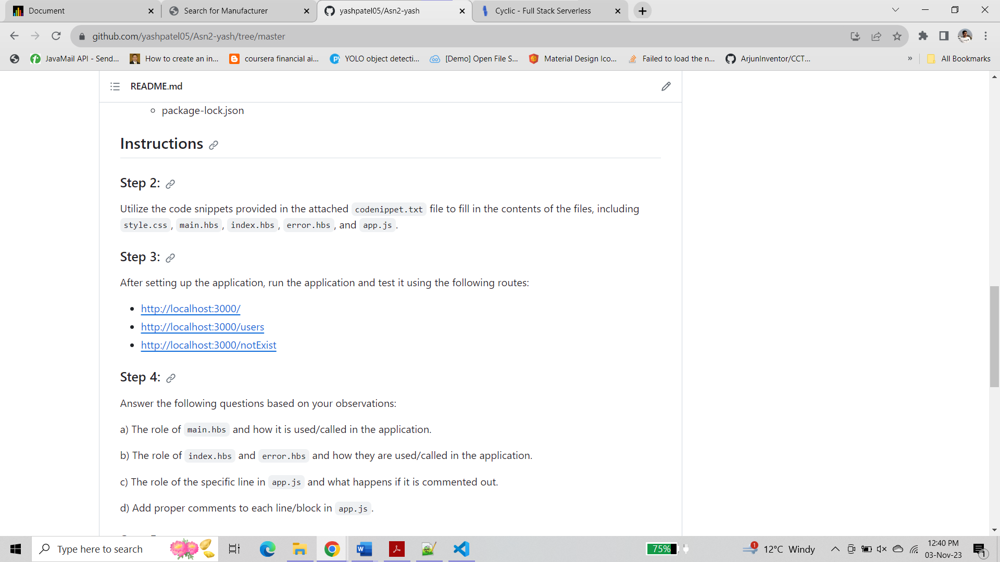 Document
Search for Manufacturer
yashpatel05/Asn2-yash
Cyclic - Full Stack Serverless
github.com/yashpatel05/Asn2-yash/tree/master
JavaMail API - Send...
How to create an in...
coursera financial ai...
YOLO object detecti...
[Demo] Open File S...
Material Design Ico...
Failed to load the n...
ArjunInventor/CCT...
»
All Bookmarks
README.md
package-lock.json
Instructions
Step 2:
Utilize the code snippets provided in the attached codenippet.txt file to fill in the contents of the files, including
style.css, main.hbs, index.hbs, error.hbs, and app.js.
Step 3:
After setting up the application, run the application and test it using the following routes:
http://localhost:3000/
http://localhost:3000/users
http://localhost:3000/notExist
Step 4:
Answer the following questions based on your observations:
a) The role of main.hbs and how it is used/called in the application.
b) The role of index.hbs and error.hbs and how they are used/called in the application.
c) The role of the specific line in app.js and what happens if it is commented out.
d) Add proper comments to each line/block in app.js.
Type here to search
75%
1
12°C Windy
12:40 PM
03-Nov-23
1